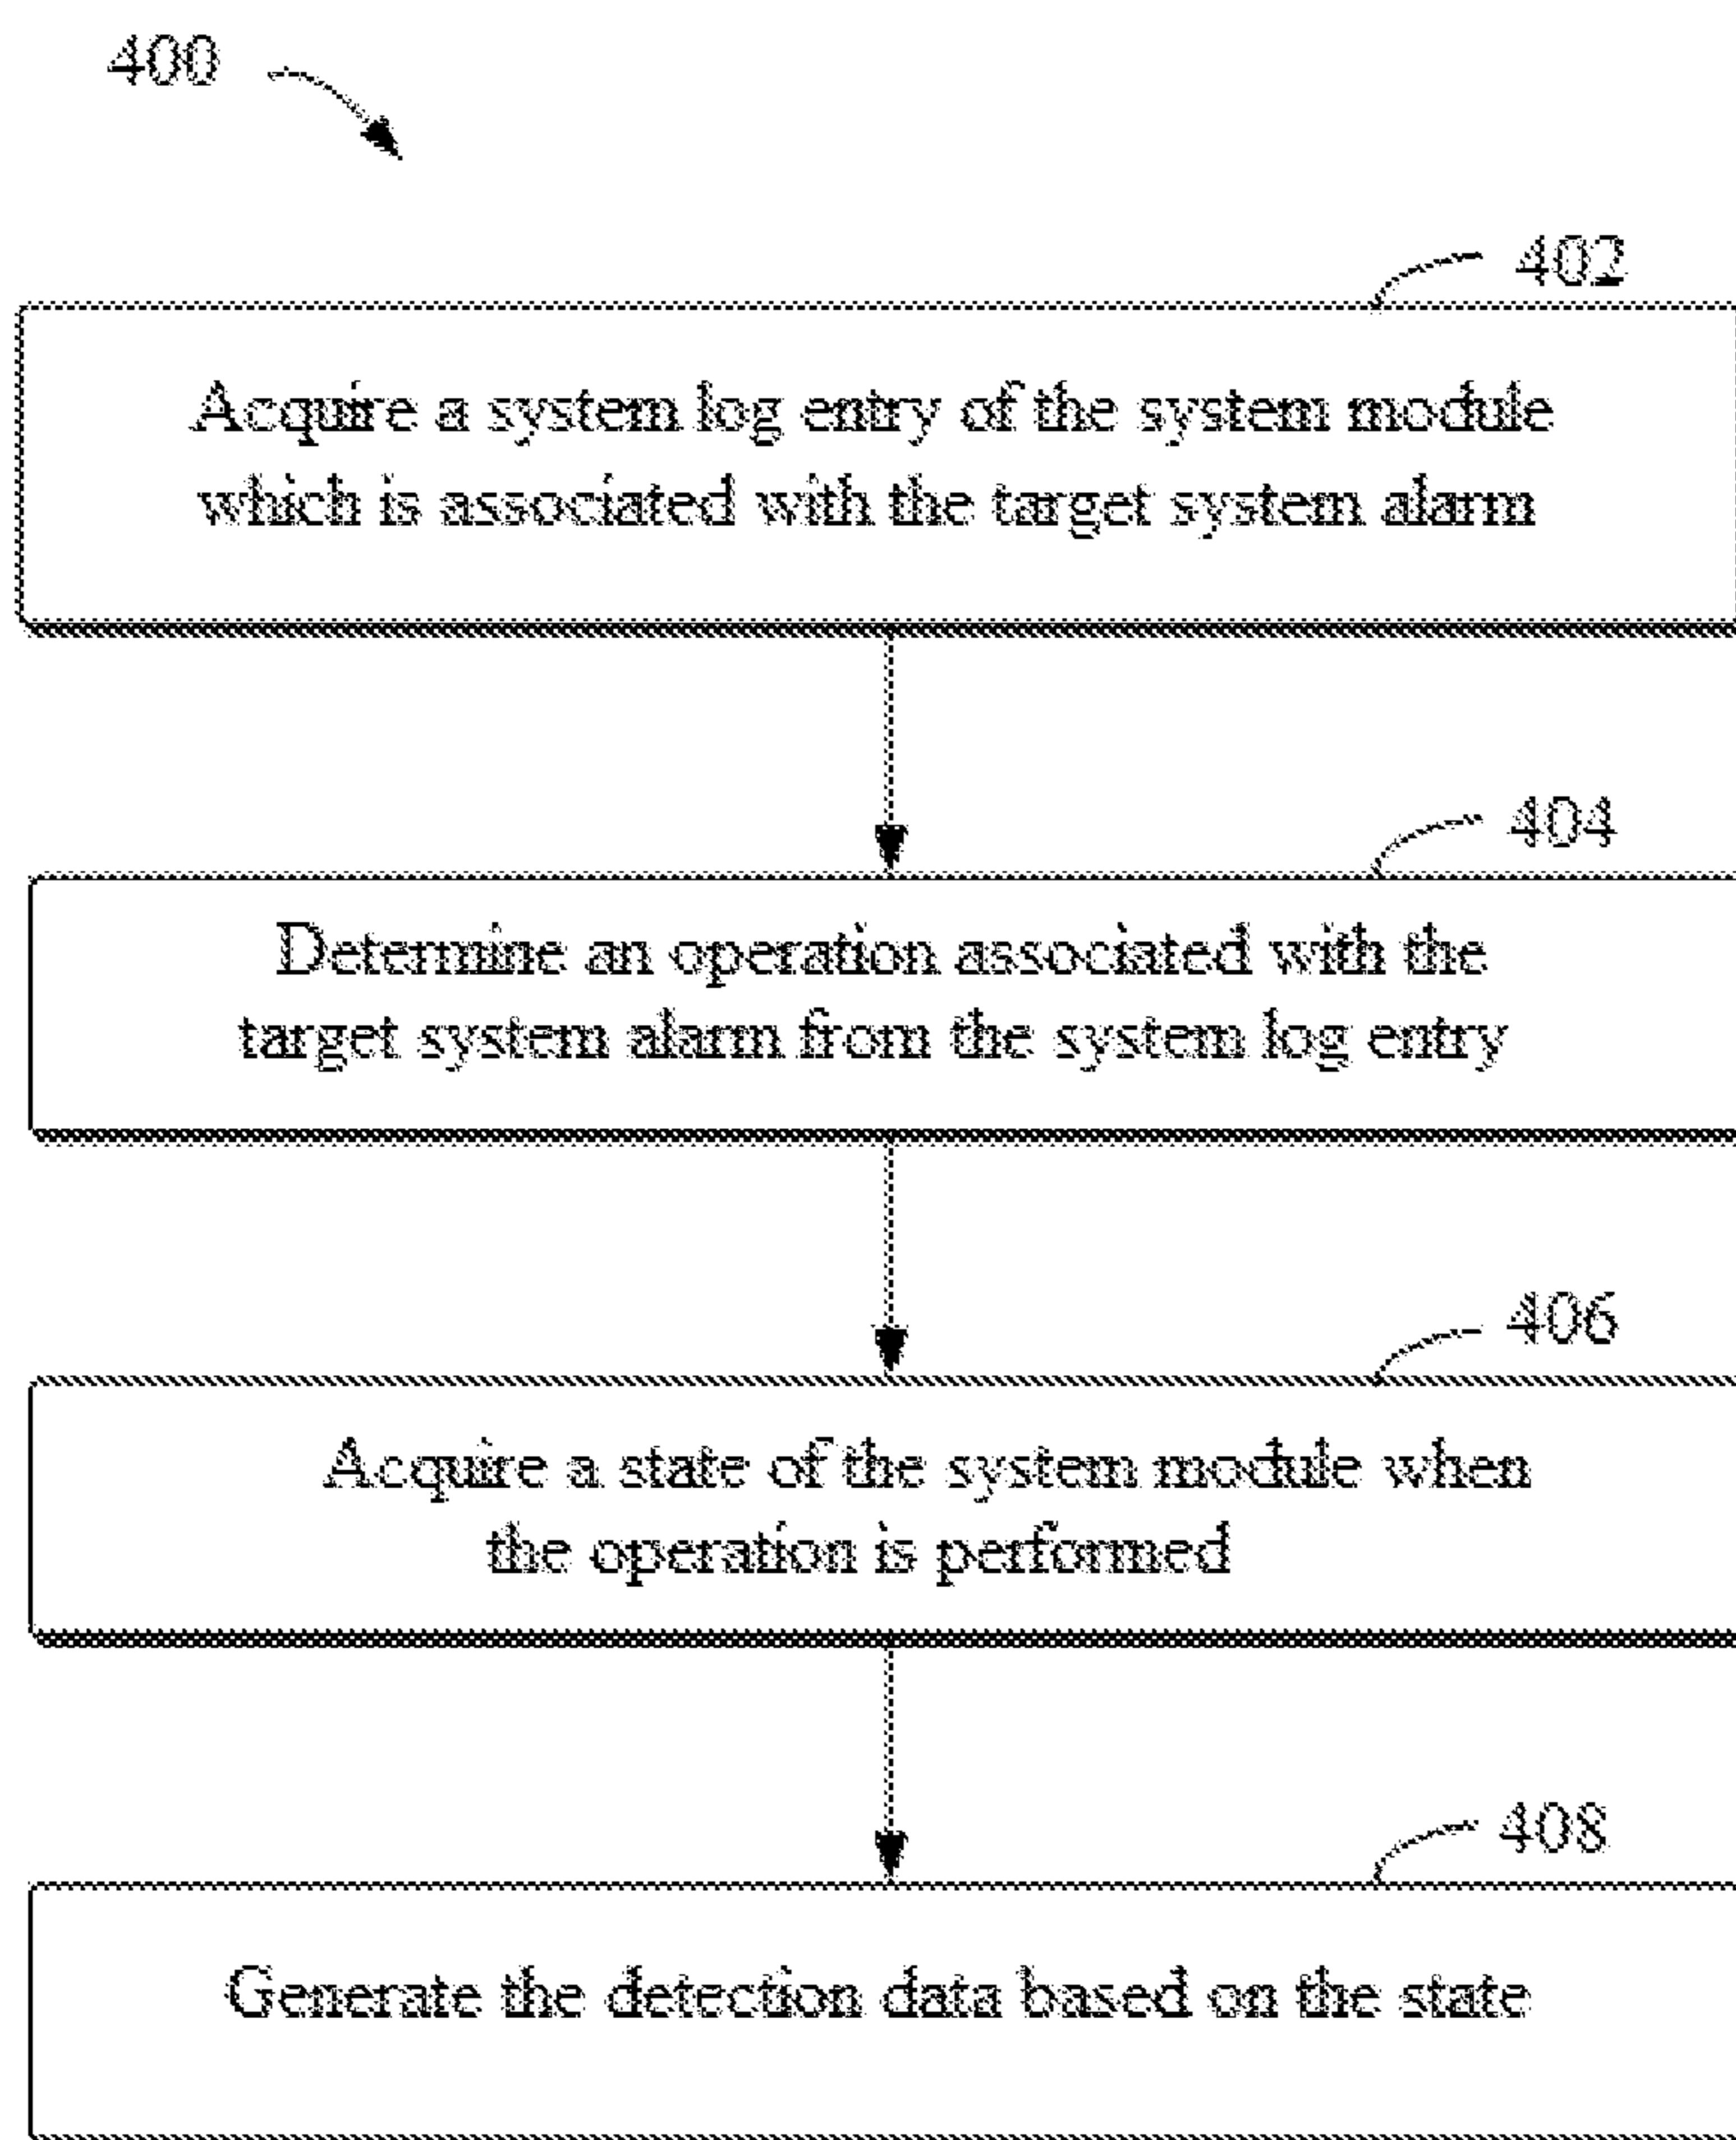 400
402
Acquire a system log entry of the system module
which is associated with the target system alarm
404
Determine an operation associated with the
target system alarm from the system log entry
406
Acquire a state of the system module when
the operation is performed
408
Generate the detection data based on the state